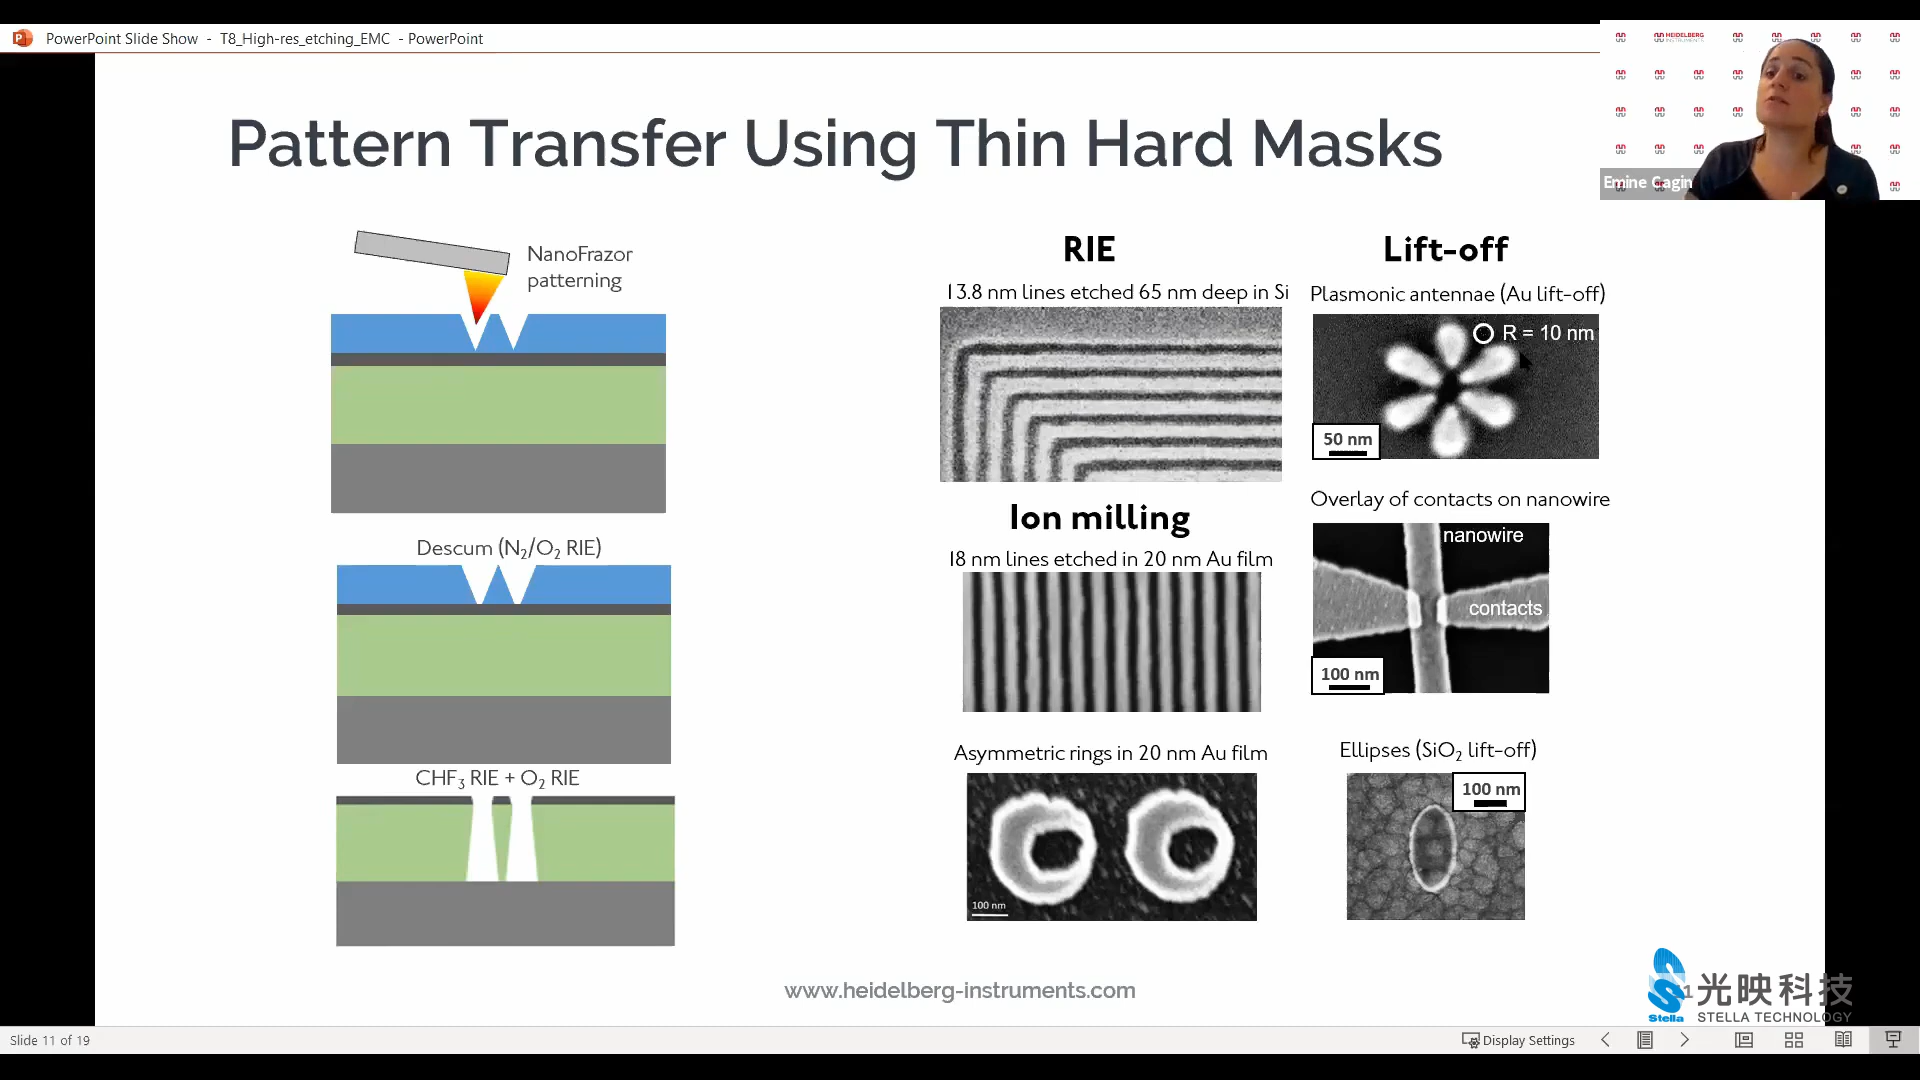 PowerPoint Slide Show - T8_High-res_etching_EMC - PowerPoint
HEIDELBERG
INSTRUMENTS
Emine Cagin
Pattern Transfer Using Thin Hard Masks
NanoFrazor
patterning
Descum (N₂/O₂ RIE)
CHF₃ RIE + O₂ RIE
RIE
13.8 nm lines etched 65 nm deep in Si
Ion milling
18 nm lines etched in 20 nm Au film
Asymmetric rings in 20 nm Au film
100 nm
Lift-off
Plasmonic antennae (Au lift-off)
R = 10 nm
50 nm
Overlay of contacts on nanowire
nanowire
contacts
100 nm
Ellipses (SiO₂ lift-off)
100 nm
www.heidelberg-instruments.com
Stella
光映科技
STELLA TECHNOLOGY
Slide 11 of 19
Display Settings